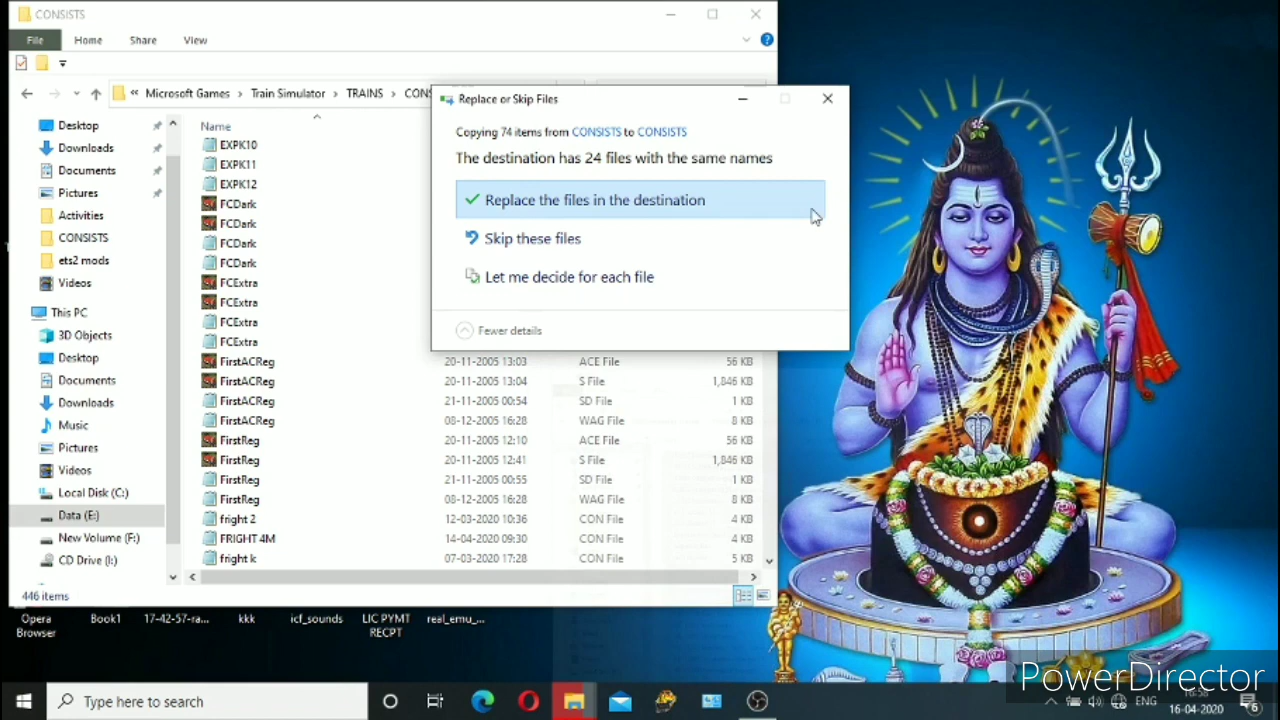 CONSISTS
File Home Share View
Microsoft Games > Train Simulator > TRAINS > CONS
Replace or Skip Files
Copying 74 items from CONSISTS to CONSISTS
The destination has 24 files with the same names
Replace the files in the destination
Skip these files
Let me decide for each file
Fewer details
Desktop
Downloads
Documents
Pictures
Activities
CONSISTS
ets2 mods
Videos
This PC
3D Objects
Desktop
Documents
Downloads
Music
Pictures
Videos
Local Disk (C:)
Data (E:)
New Volume (F:)
CD Drive (I:)
Name
EXPK10
EXPK11
EXPK12
FCDark
FCDark
FCDark
FCDark
FCExtra
FCExtra
FCExtra
FCExtra
FirstACReg 20-11-2005 13:03 ACE File 56 KB
FirstACReg 20-11-2005 13:04 S File 1,846 KB
FirstACReg 21-11-2005 00:54 SD File 1 KB
FirstACReg 08-12-2005 16:28 WAG File 8 KB
FirstReg 20-11-2005 12:10 ACE File 56 KB
FirstReg 20-11-2005 12:41 S File 1,846 KB
FirstReg 21-11-2005 00:55 SD File 1 KB
FirstReg 08-12-2005 16:28 WAG File 8 KB
fright 2 12-03-2020 10:36 CON File 4 KB
FRIGHT 4M 14-04-2020 09:30 CON File 4 KB
fright k 07-03-2020 17:28 CON File 5 KB
446 items
Opera Browser
Book1
17-42-57-ra...
kkk
icf_sounds
LIC PYMT RECPT
real_emu_...
PowerDirector
Type here to search
ENG
16-04-2020
6